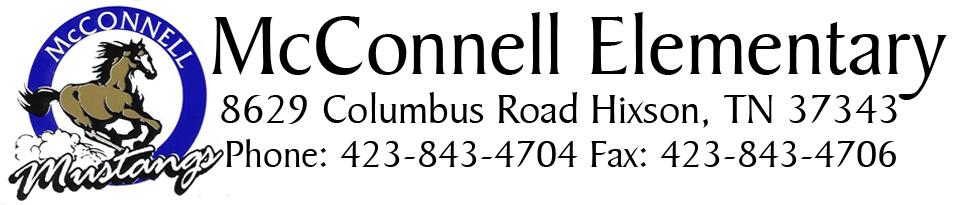 McCONNELL
Mustangs
McConnell Elementary
8629 Columbus Road Hixson, TN 37343
Phone: 423-843-4704 Fax: 423-843-4706